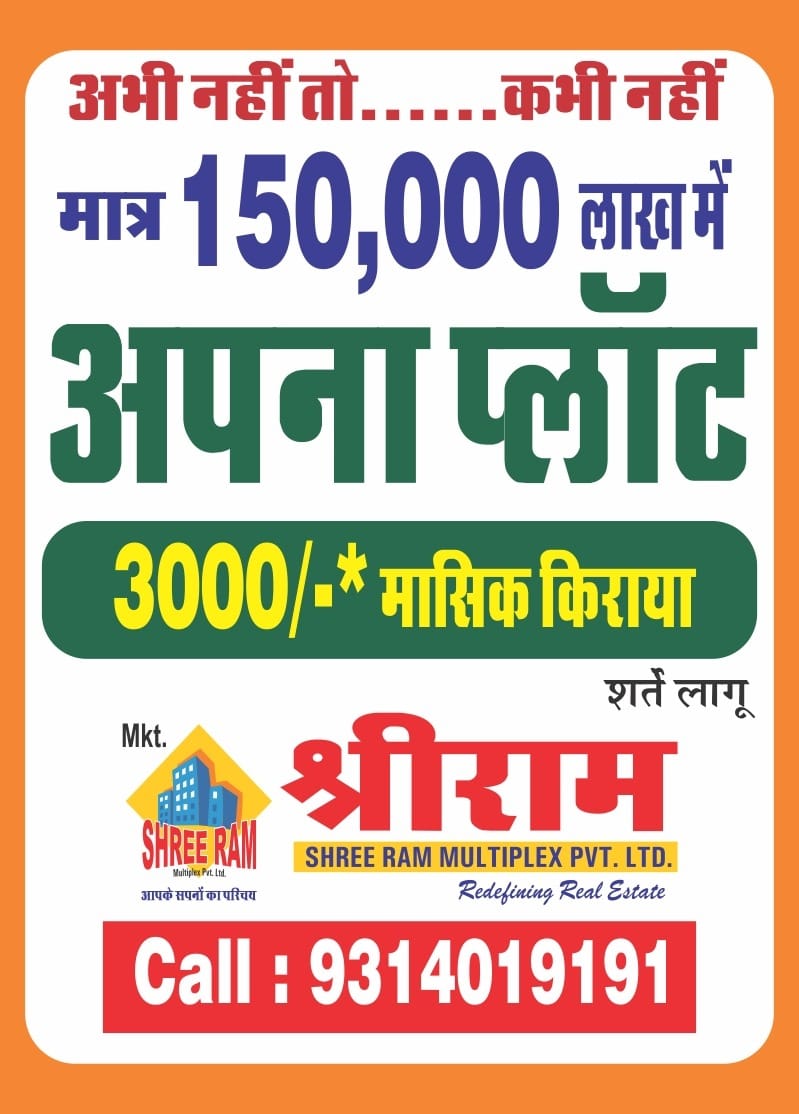 अभी नहीं तो......कभी नहीं
मात्र 150,000 लाख में
अपना प्लॉट
3000/-* मासिक किराया
शर्ते लागू
Mkt.
SHREE RAM
Multiplex Pvt. Ltd.
आपके सपनों का परिचय
श्रीराम
SHREE RAM MULTIPLEX PVT. LTD.
Redefining Real Estate
Call : 9314019191